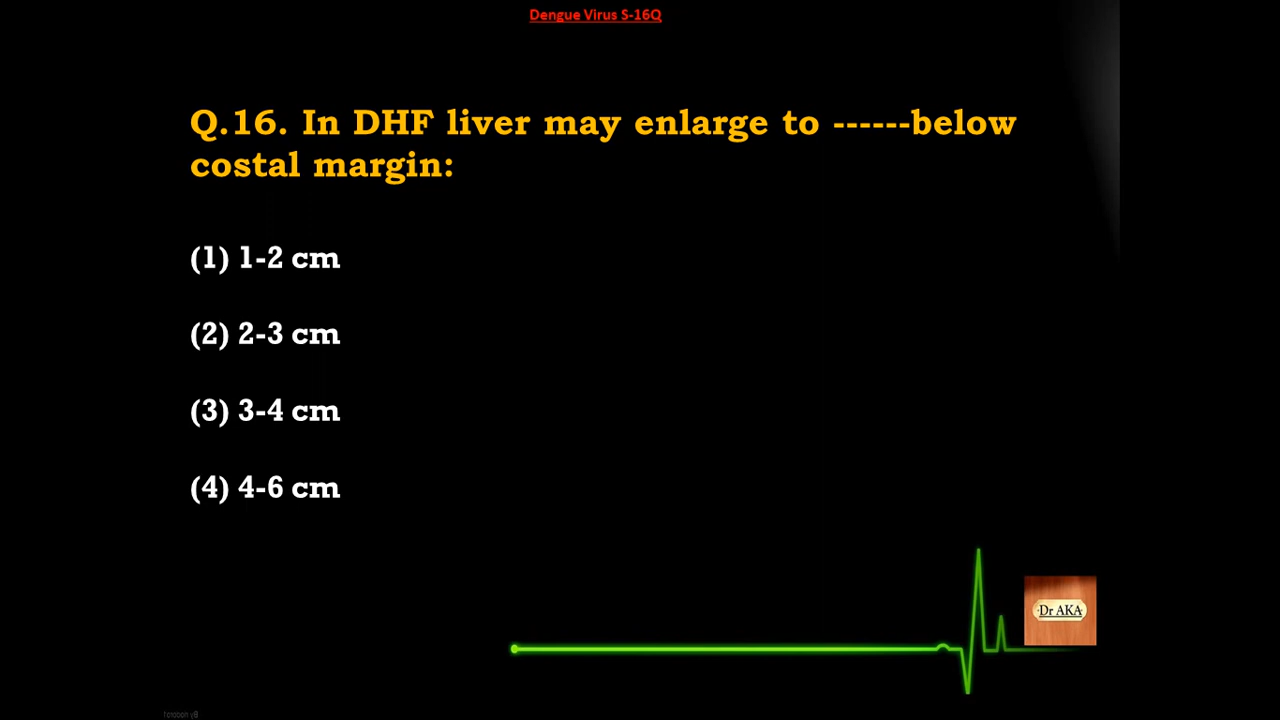 Dengue Virus S-16Q
Q.16. In DHF liver may enlarge to ------below
costal margin:
(1) 1-2 cm
(2) 2-3 cm
(3) 3-4 cm
(4) 4-6 cm
Dr AKA